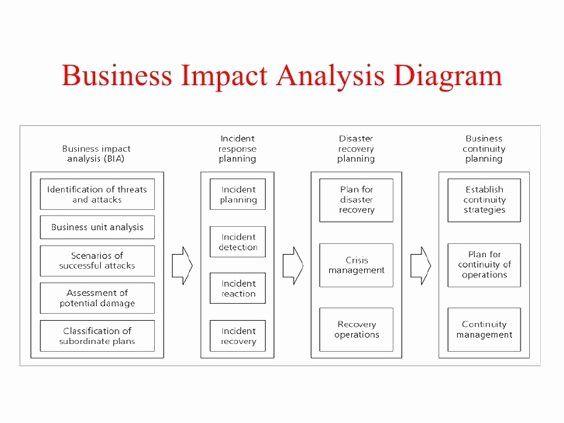 Business Impact Analysis Diagram
Business impact
analysis (BIA)
Identification of threats
and attacks
Business unit analysis
Scenarios of
successful attacks
Assessment of
potential damage
Classification of
subordinate plans
Incident
response
planning
Incident
planning
Incident
detection
Incident
reaction
Incident
recovery
Disaster
recovery
planning
Plan for
disaster
recovery
Crisis
management
Recovery
operations
Business
continuity
planning
Establish
continuity
strategies
Plan for
continuity of
operations
Continuity
management